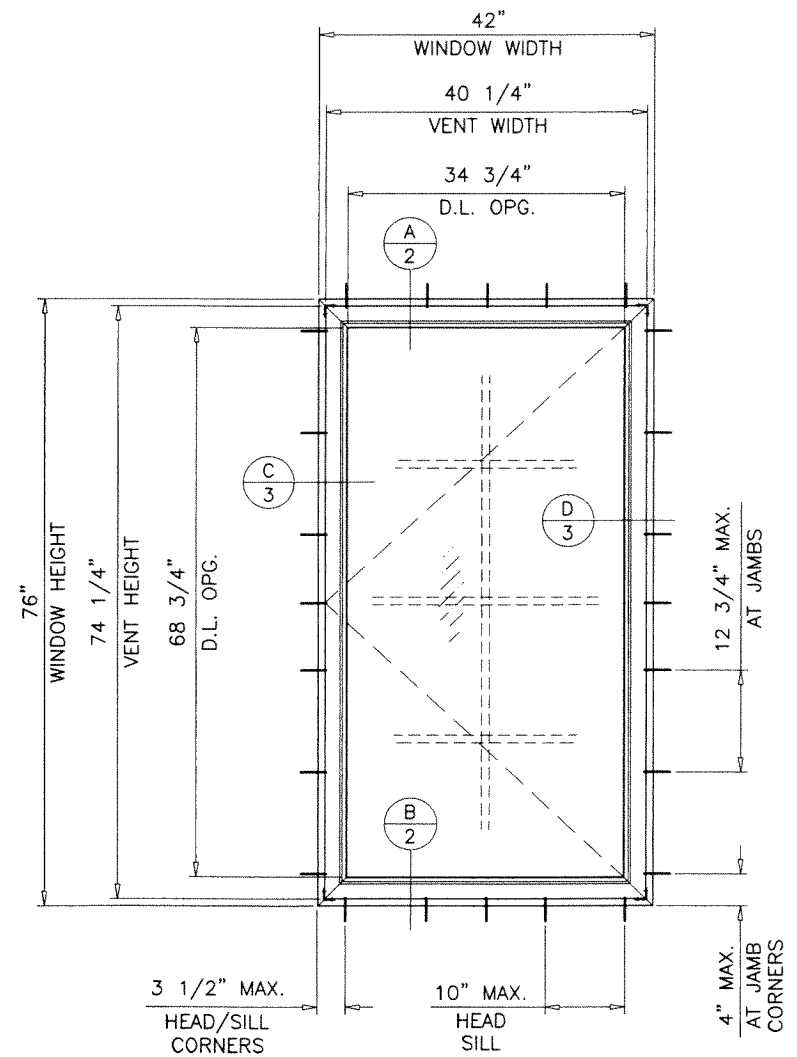 42"
WINDOW WIDTH
40 1/4"
VENT WIDTH
34 3/4"
D.L. OPG.
A
2
76"
WINDOW HEIGHT
74 1/4"
VENT HEIGHT
68 3/4"
D.L. OPG.
C
3
D
3
12 3/4" MAX.
AT JAMBS
B
2
3 1/2" MAX.
HEAD/SILL
CORNERS
10" MAX.
HEAD
SILL
4" MAX.
AT JAMB
CORNERS